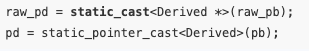 raw_pd = static_cast<Derived *>(raw_pb);
pd = static_pointer_cast<Derived>(pb);